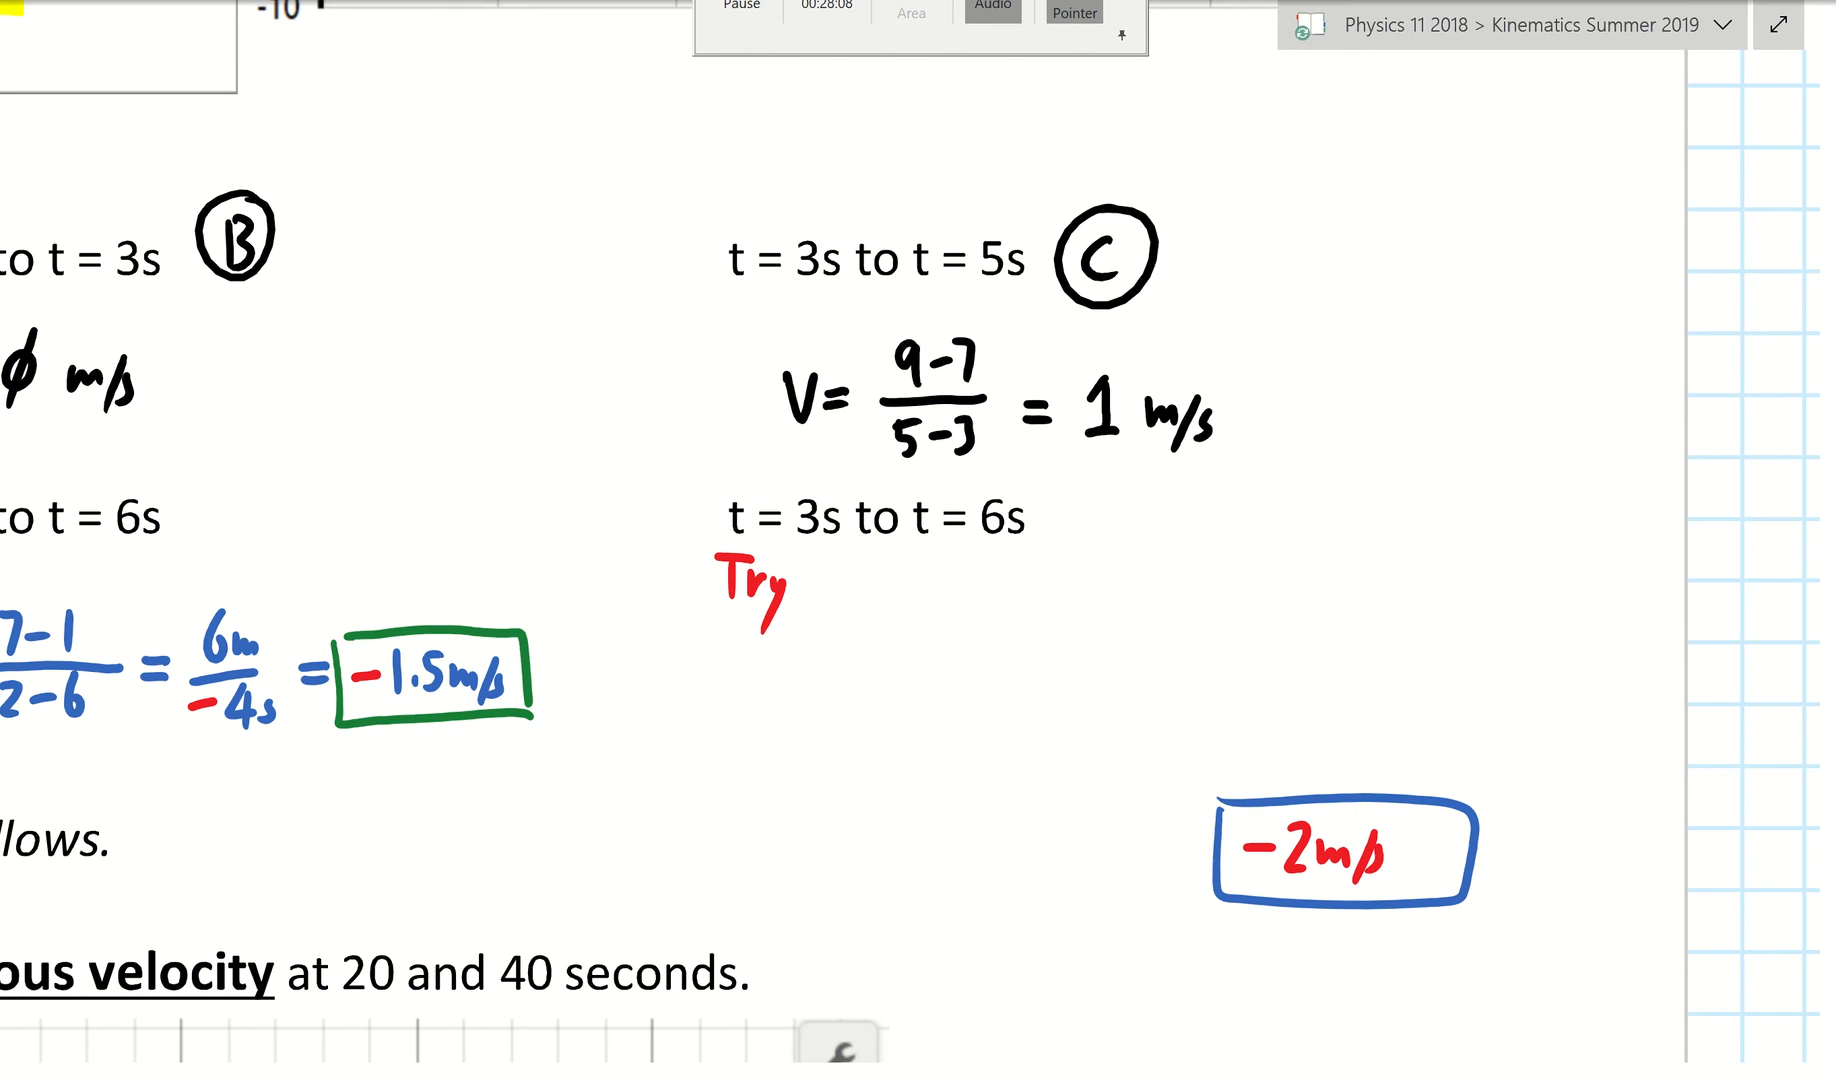 -10
Pause
00:28:08
Area
Audio
Pointer
Physics 11 2018 > Kinematics Summer 2019
to t = 3s B
t = 3s to t = 5s C
ϕ m/s
V = 9-7 / 5-3 = 1 m/s
to t = 6s
t = 3s to t = 6s
Try
7-1 / 2-6 = 6m / -4s = -1.5m/s
llows.
-2m/s
ous velocity at 20 and 40 seconds.